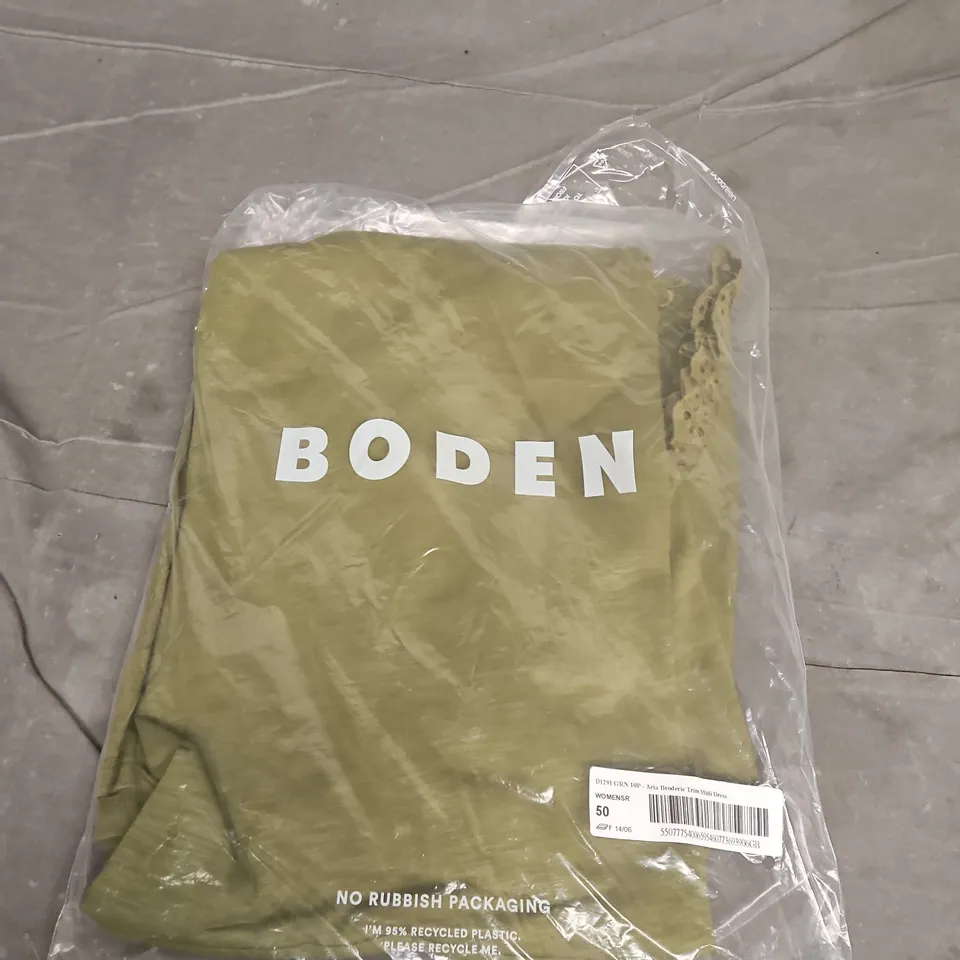 BODEN
D1291 GRN 10P - Aria Broderie Trim Midi Dress
WOMENSR
50
F 14/06
NO RUBBISH PACKAGING
I'M 95% RECYCLED PLASTIC.
PLEASE RECYCLE ME.